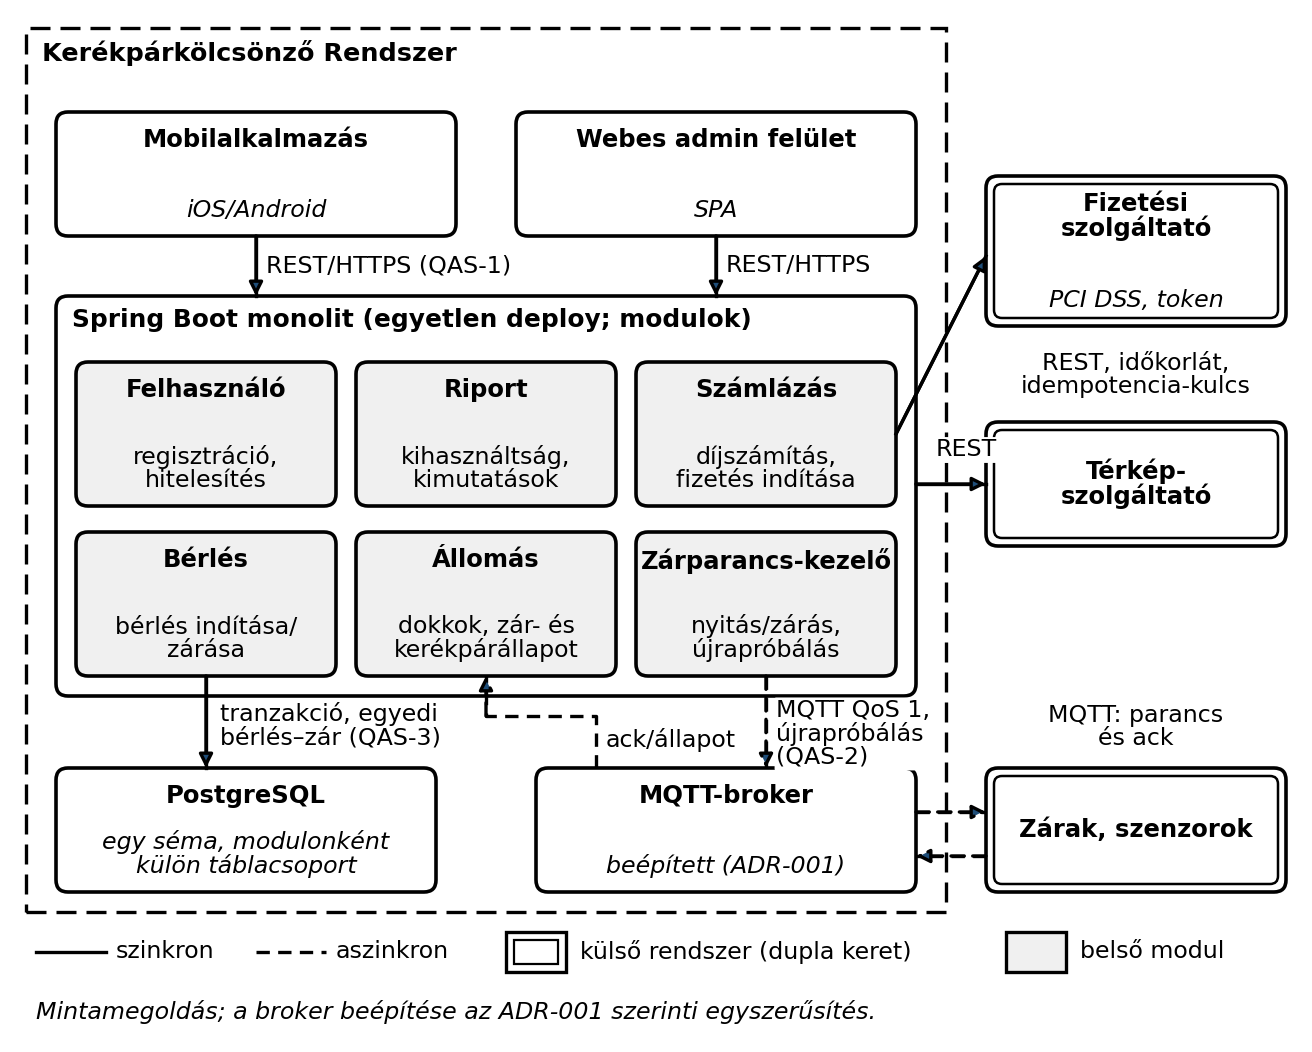 Kerékpárkölcsönző Rendszer
Mobilalkalmazás
iOS/Android
Webes admin felület
SPA
REST/HTTPS (QAS-1)
REST/HTTPS
Fizetési
szolgáltató
PCI DSS, token
REST, időkorlát,
idempotencia-kulcs
Spring Boot monolit (egyetlen deploy; modulok)
Felhasználó
regisztráció,
hitelesítés
Riport
kihasználtság,
kimutatások
Számlázás
díjszámítás,
fizetés indítása
REST
Térkép-
szolgáltató
Bérlés
bérlés indítása/
zárása
Állomás
dokkok, zár- és
kerékpárállapot
Zárparancs-kezelő
nyitás/zárás,
újrapróbálás
tranzakció, egyedi
bérlés–zár (QAS-3)
ack/állapot
MQTT QoS 1,
újrapróbálás
(QAS-2)
MQTT: parancs
és ack
PostgreSQL
egy séma, modulonként
külön táblacsoport
MQTT-broker
beépített (ADR-001)
Zárak, szenzorok
szinkron
aszinkron
külső rendszer (dupla keret)
belső modul
Mintamegoldás; a broker beépítése az ADR-001 szerinti egyszerűsítés.